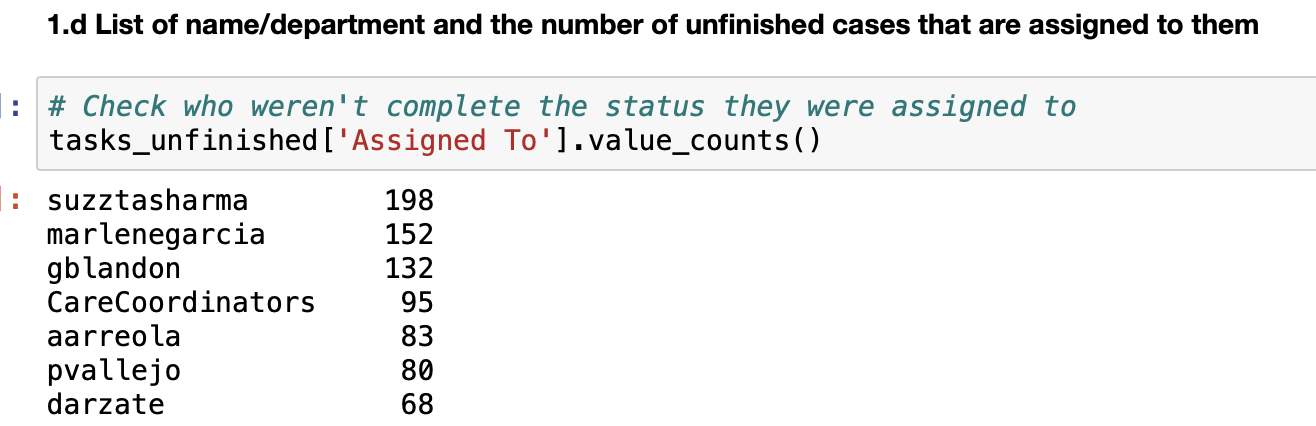 1.d List of name/department and the number of unfinished cases that are assigned to them
]: # Check who weren't complete the status they were assigned to
tasks_unfinished['Assigned To'].value_counts()
]: suzztasharma 198
marlenegarcia 152
gblandon 132
CareCoordinators 95
aarreola 83
pvallejo 80
darzate 68